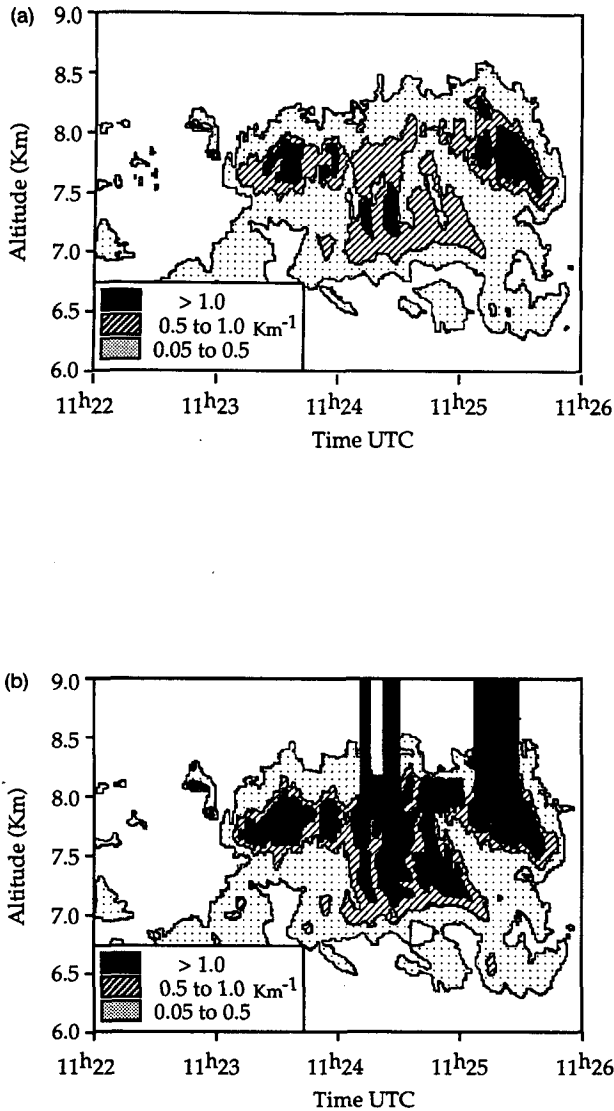 (a)
9.0
8.5
8.0
7.5
7.0
6.5
6.0
Altitude (Km)
> 1.0
0.5 to 1.0 Km⁻¹
0.05 to 0.5
11h22 11h23 11h24 11h25 11h26
Time UTC
(b)
9.0
8.5
8.0
7.5
7.0
6.5
6.0
Altitude (Km)
> 1.0
0.5 to 1.0 Km⁻¹
0.05 to 0.5
11h22 11h23 11h24 11h25 11h26
Time UTC